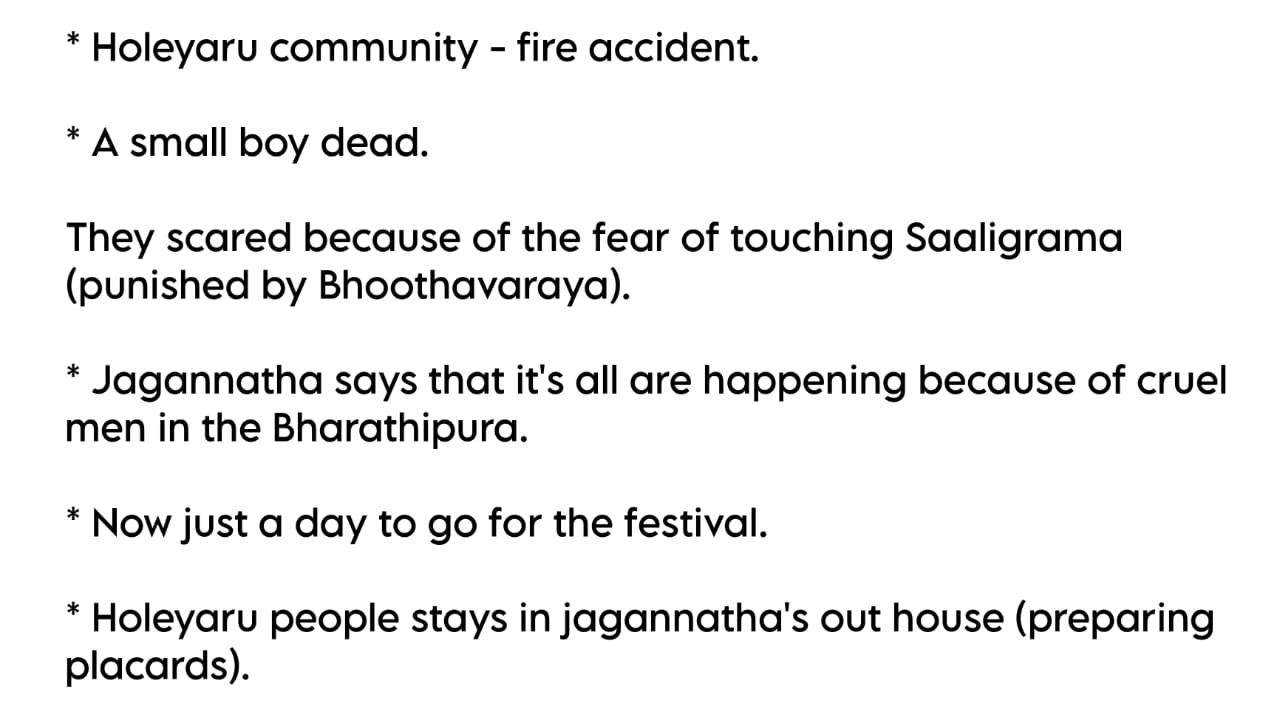 * Holeyaru community - fire accident.
* A small boy dead.
They scared because of the fear of touching Saaligrama
(punished by Bhoothavaraya).
* Jagannatha says that it's all are happening because of cruel
men in the Bharathipura.
* Now just a day to go for the festival.
* Holeyaru people stays in jagannatha's out house (preparing
placards).